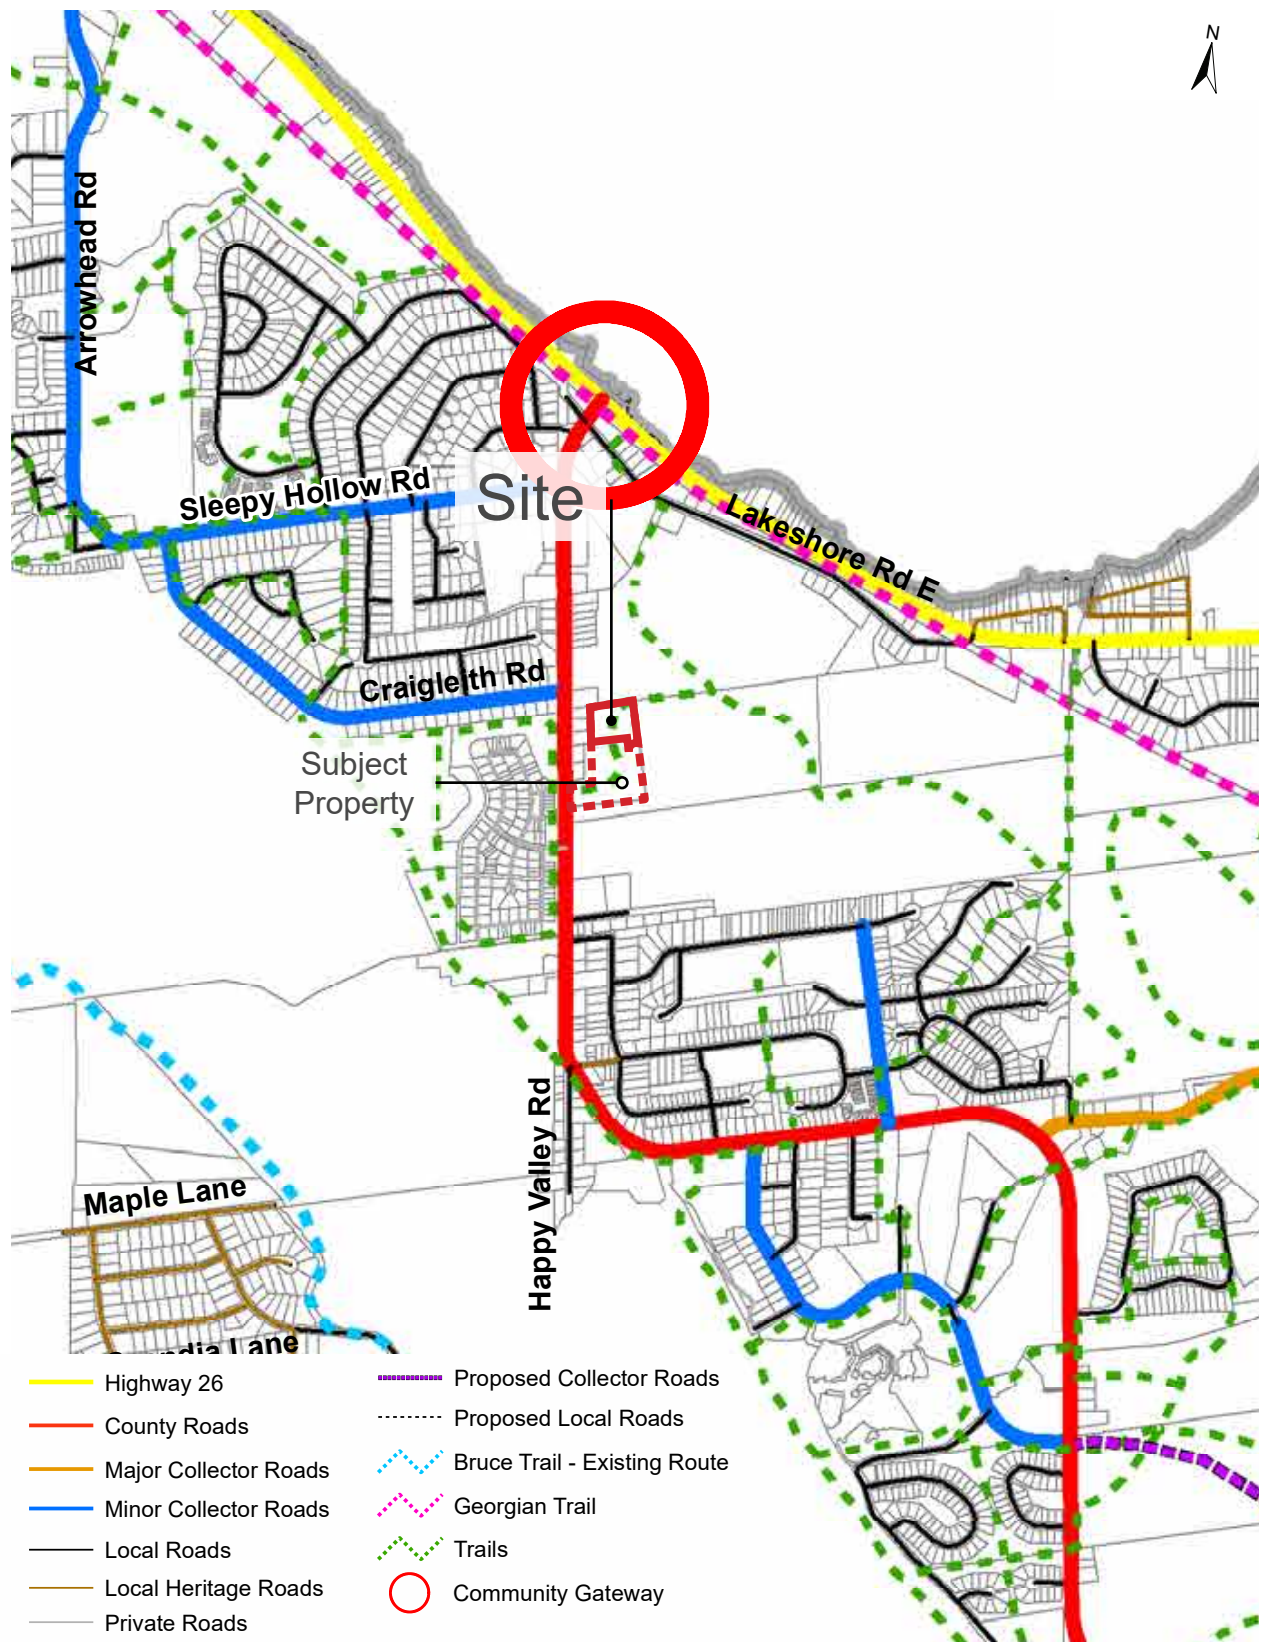 N
Arrowhead Rd
Sleepy Hollow Rd
Site
Lakeshore Rd E
Craigleith Rd
Subject
Property
Happy Valley Rd
Maple Lane
Lane
Highway 26
County Roads
Major Collector Roads
Minor Collector Roads
Local Roads
Local Heritage Roads
Private Roads
Proposed Collector Roads
Proposed Local Roads
Bruce Trail - Existing Route
Georgian Trail
Trails
Community Gateway